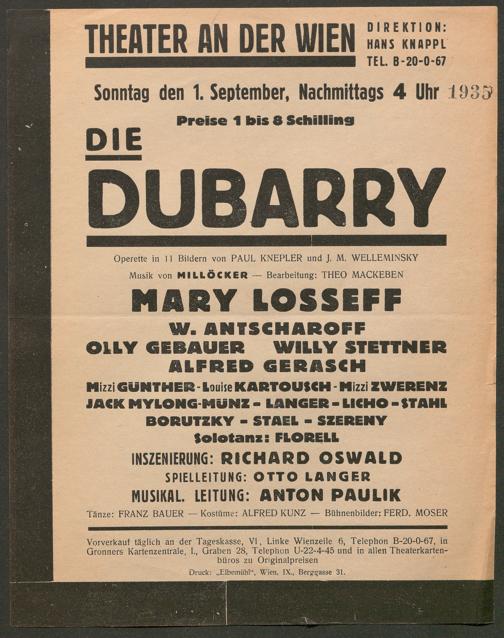 THEATER AN DER WIEN
DIREKTION:
HANS KNAPPL
TEL. B-20-0-67
Sonntag den 1. September, Nachmittags 4 Uhr 1935
Preise 1 bis 8 Schilling
DIE
DUBARRY
Operette in 11 Bildern von PAUL KNEPLER und J. M. WELLEMINSKY
Musik von MILLÖCKER — Bearbeitung: THEO MACKEBEN
MARY LOSSEFF
W. ANTSCHAROFF
OLLY GEBAUER WILLY STETTNER
ALFRED GERASCH
Mizzi GÜNTHER - Louise KARTOUSCH - Mizzi ZWERENZ
JACK MYLONG-MÜNZ - LANGER - LICHO - STAHL
BORUTZKY - STAEL - SZERENY
Solotanz: FLORELL
INSZENIERUNG: RICHARD OSWALD
SPIELLEITUNG: OTTO LANGER
MUSIKAL. LEITUNG: ANTON PAULIK
Tänze: FRANZ BAUER — Kostüme: ALFRED KUNZ — Bühnenbilder: FERD. MOSER
Vorverkauf täglich an der Tageskasse, VI, Linke Wienzeile 6, Telephon B-20-0-67, in
Gronners Kartenzentrale, I., Graben 28, Telephon U-22-4-45 und in allen Theaterkarten-
büros zu Originalpreisen
Druck: „Elbemühl", Wien, IX., Berggasse 31.